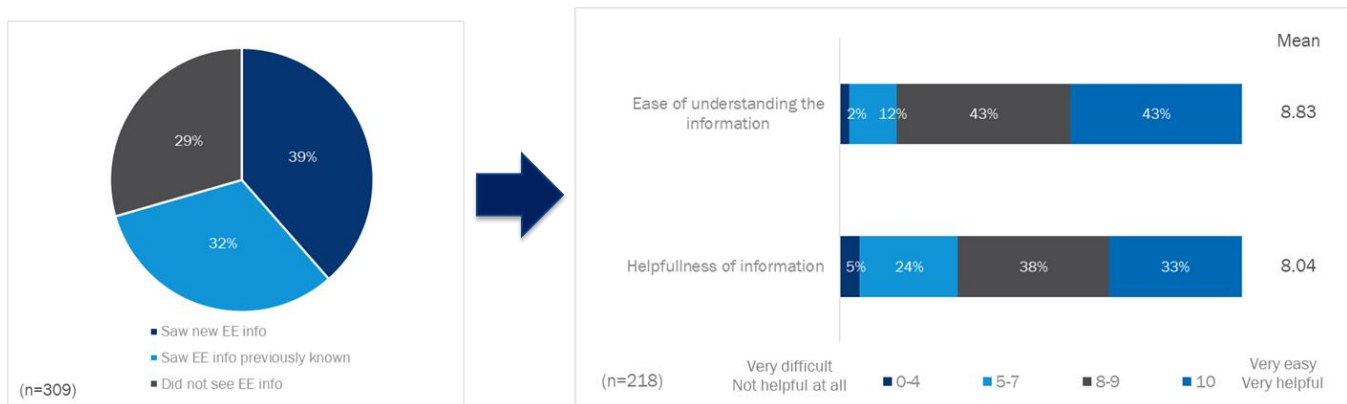 29%
39%
32%
Saw new EE info
Saw EE info previously known
Did not see EE info
(n=309)
Mean
Ease of understanding the
information
2% 12% 43% 43% 8.83
Helpfullness of information 5% 24% 38% 33% 8.04
(n=218)
Very difficult
Not helpful at all
0-4 5-7 8-9 10
Very easy
Very helpful